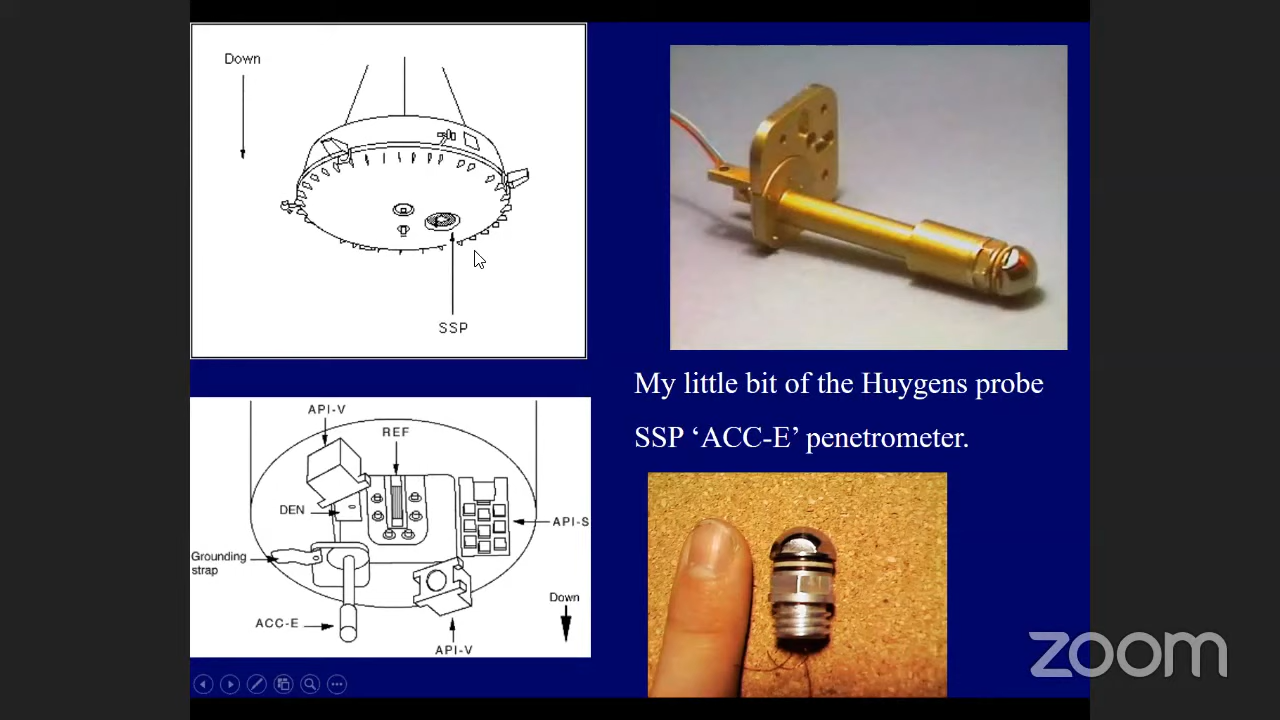 Down
SSP
My little bit of the Huygens probe
SSP ‘ACC-E’ penetrometer.
API-V
REF
DEN
API-S
Grounding
strap
Down
ACC-E
API-V
zoom